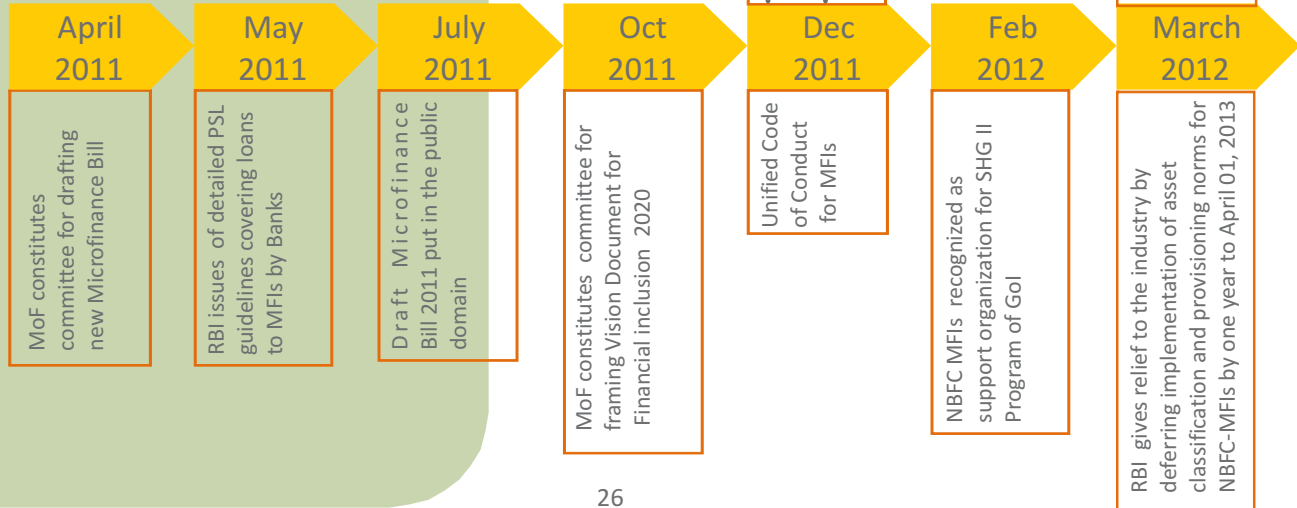 April
2011
May
2011
July
2011
Oct
2011
Dec
2011
Feb
2012
March
2012
MoF constitutes
committee for drafting
new Microfinance Bill
RBI issues of detailed PSL
guidelines covering loans
to MFIs by Banks
Draft Microfinance
Bill 2011 put in the public
domain
MoF constitutes committee for
framing Vision Document for
Financial inclusion 2020
Unified Code
of Conduct
for MFIs
NBFC MFIs recognized as
support organization for SHG II
Program of GoI
RBI gives relief to the industry by
deferring implementation of asset
classification and provisioning norms for
NBFC-MFIs by one year to April 01, 2013
26